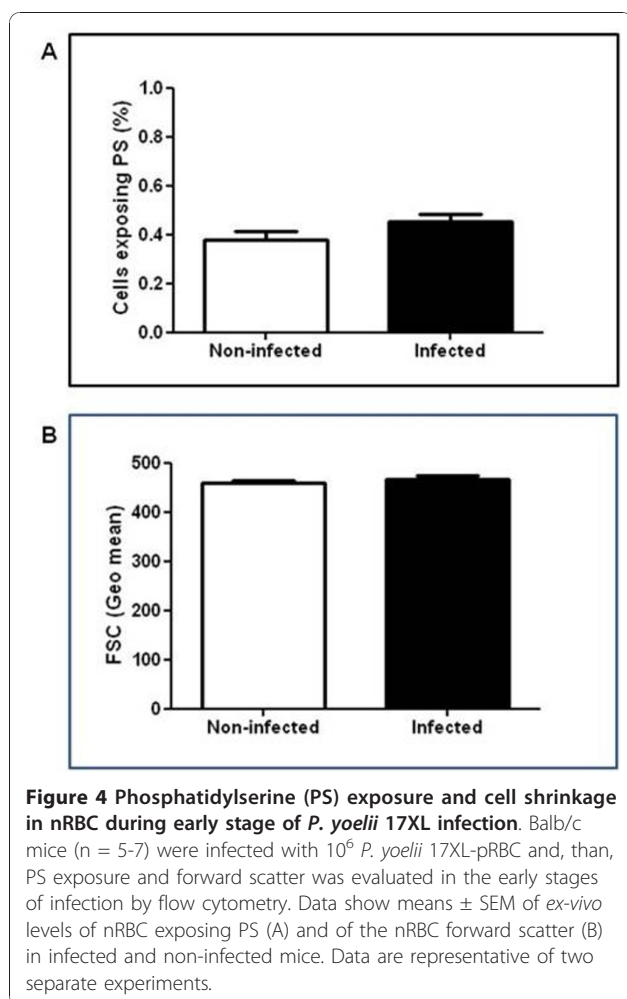 A
Cells exposing PS (%)
1.0
0.8
0.6
0.4
0.2
0.0
Non-infected Infected
B
FSC (Geo mean)
500
400
300
200
100
0
Non-infected Infected
Figure 4 Phosphatidylserine (PS) exposure and cell shrinkage
in nRBC during early stage of P. yoelii 17XL infection. Balb/c
mice (n = 5-7) were infected with 10⁶ P. yoelii 17XL-pRBC and, than,
PS exposure and forward scatter was evaluated in the early stages
of infection by flow cytometry. Data show means ± SEM of ex-vivo
levels of nRBC exposing PS (A) and of the nRBC forward scatter (B)
in infected and non-infected mice. Data are representative of two
separate experiments.